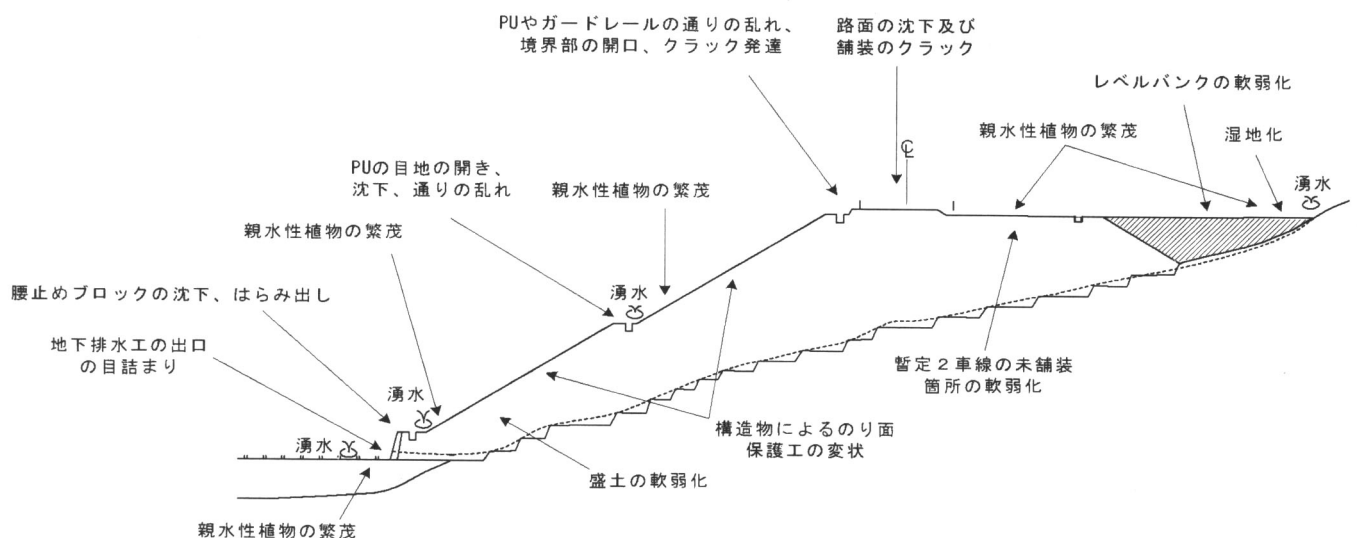 PUやガードレールの通りの乱れ、
境界部の開口、クラック発達
路面の沈下及び
舗装のクラック
レベルバンクの軟弱化
親水性植物の繁茂
湿地化
湧水
CL
PUの目地の開き、
沈下、通りの乱れ
親水性植物の繁茂
親水性植物の繁茂
湧水
腰止めブロックの沈下、はらみ出し
地下排水工の出口
の目詰まり
暫定2車線の未舗装
箇所の軟弱化
湧水
構造物によるのり面
保護工の変状
湧水
盛土の軟弱化
親水性植物の繁茂